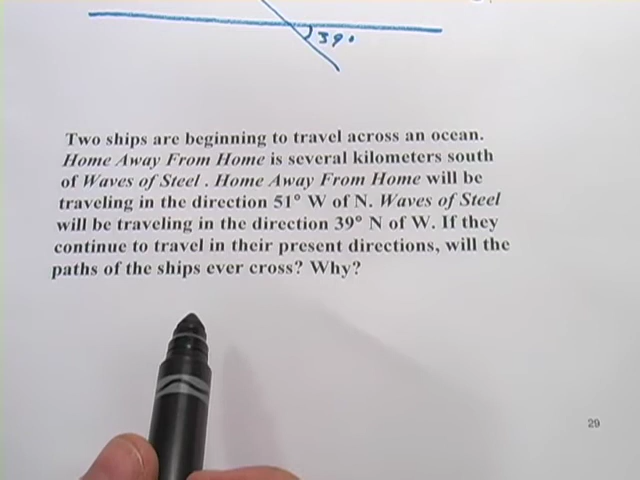 39°
Two ships are beginning to travel across an ocean.
Home Away From Home is several kilometers south
of Waves of Steel . Home Away From Home will be
traveling in the direction 51° W of N. Waves of Steel
will be traveling in the direction 39° N of W. If they
continue to travel in their present directions, will the
paths of the ships ever cross? Why?
29